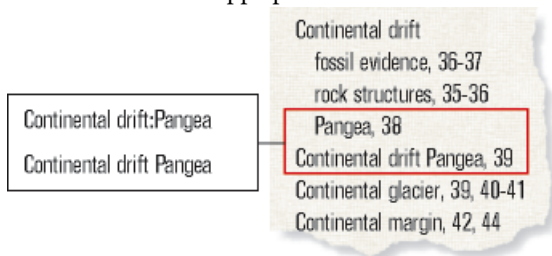 Continental drift:Pangea
Continental drift Pangea
Continental drift
fossil evidence, 36-37
rock structures, 35-36
Pangea, 38
Continental drift Pangea, 39
Continental glacier, 39, 40-41
Continental margin, 42, 44